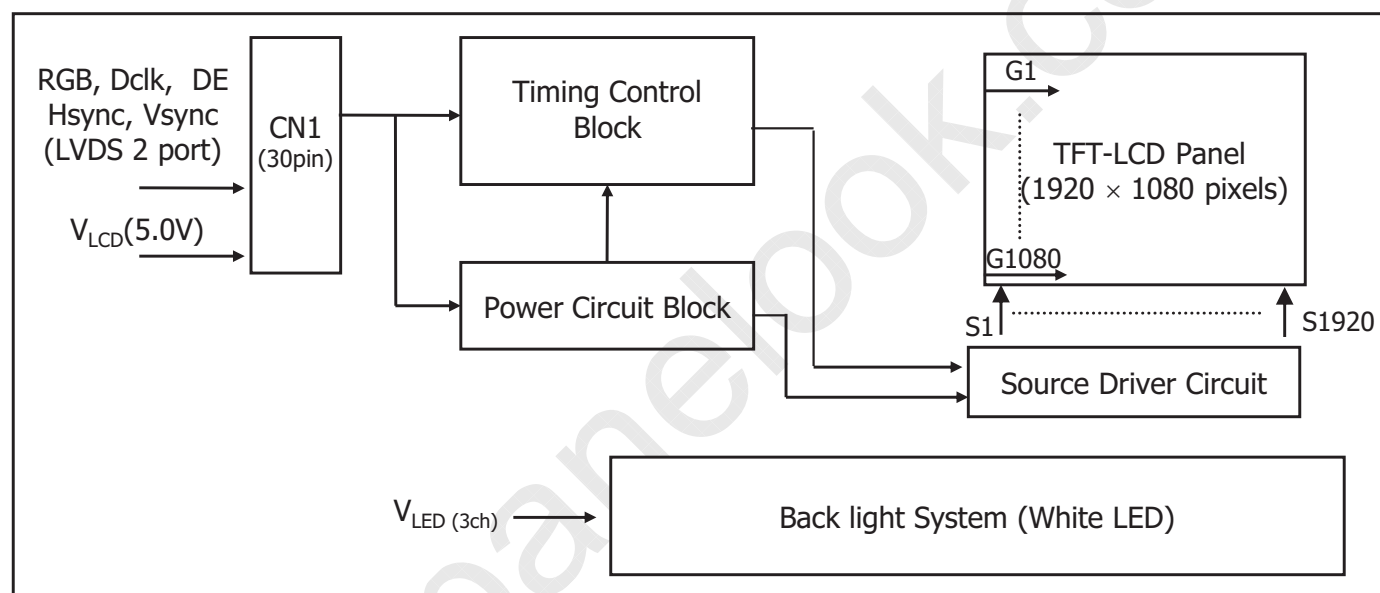 RGB, Dclk, DE
Hsync, Vsync
(LVDS 2 port)
V_LCD(5.0V)
CN1
(30pin)
Timing Control
Block
Power Circuit Block
G1
TFT-LCD Panel
(1920 × 1080 pixels)
G1080
S1
S1920
Source Driver Circuit
V_LED (3ch)
Back light System (White LED)
panelook.co